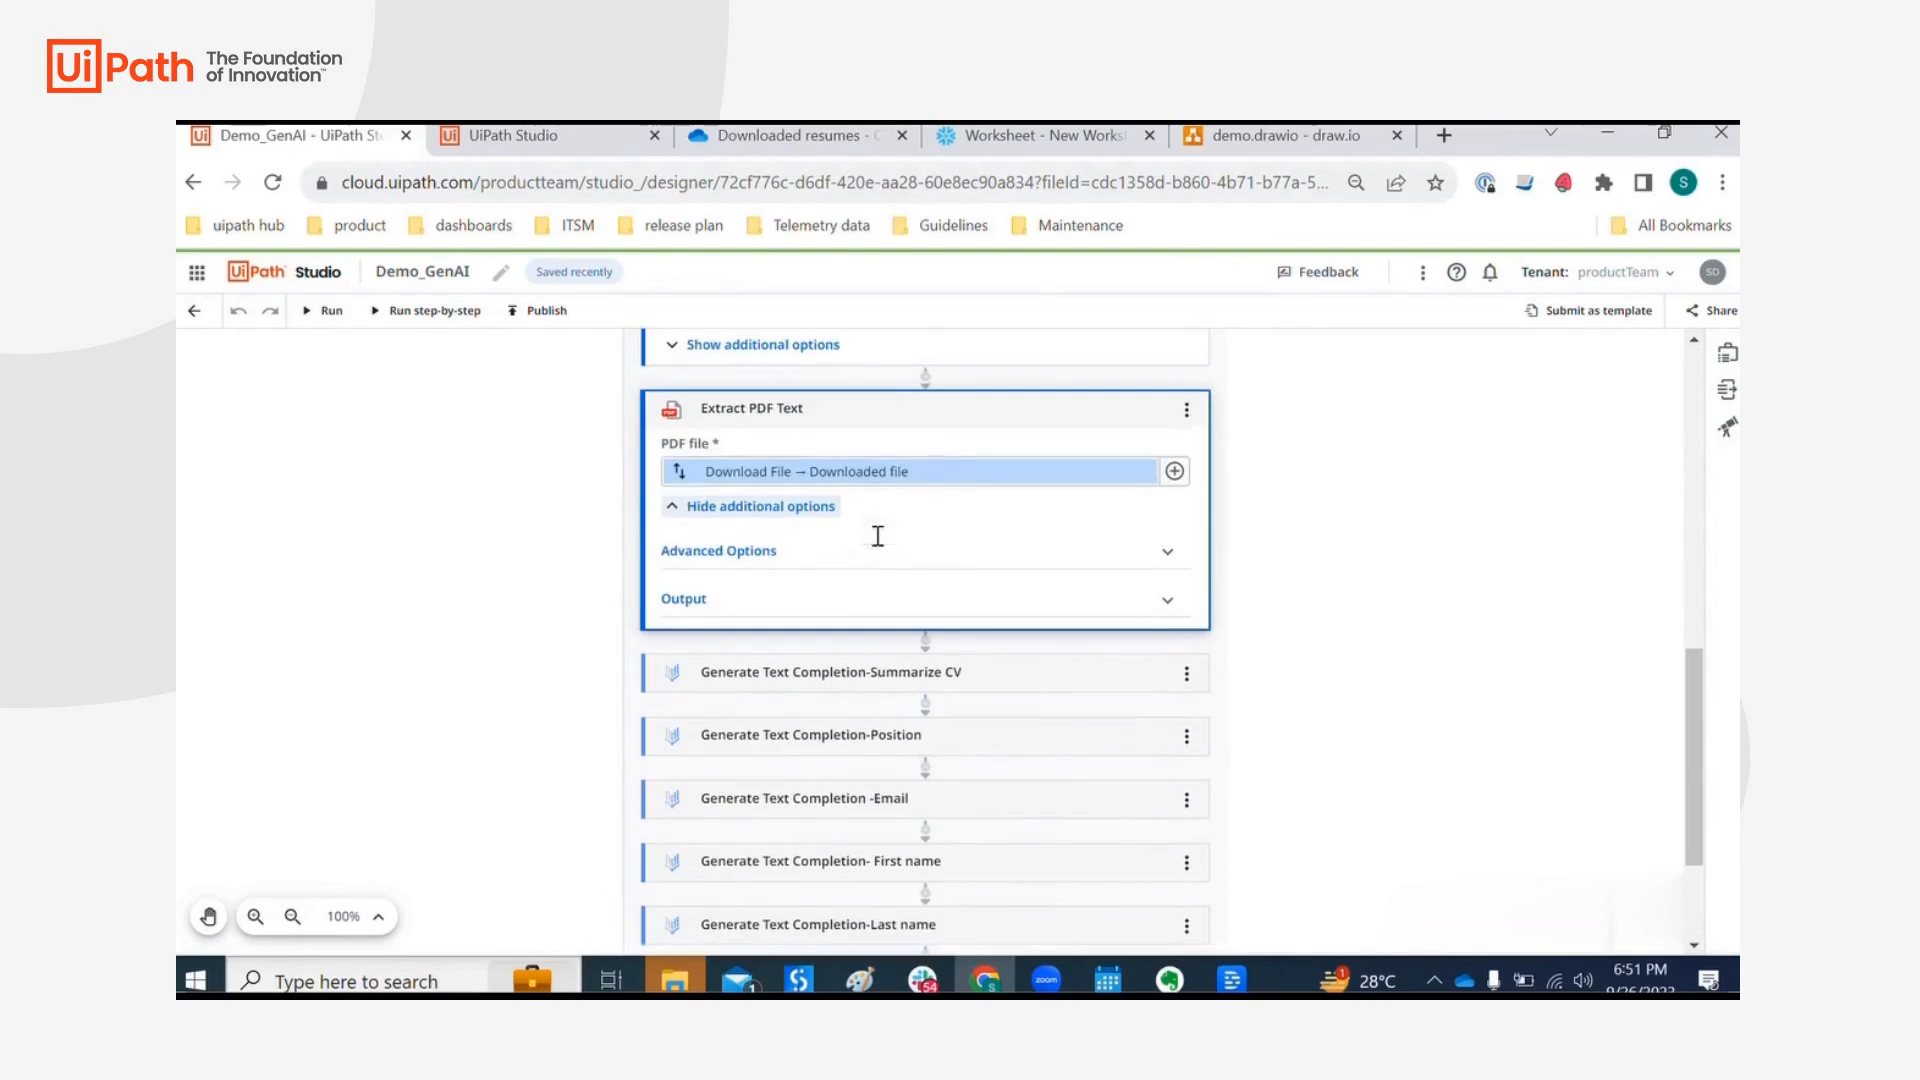 UiPath The Foundation of Innovation™
Demo_GenAI - UiPath St
UiPath Studio
Downloaded resumes -
Worksheet - New Works
demo.drawio - draw.io
cloud.uipath.com/productteam/studio_/designer/72cf776c-d6df-420e-aa28-60e8ec90a834?fileId=cdc1358d-b860-4b71-b77a-5...
S
uipath hub
product
dashboards
ITSM
release plan
Telemetry data
Guidelines
Maintenance
All Bookmarks
UiPath Studio
Demo_GenAI
Saved recently
Feedback
Tenant: productTeam
SD
Run
Run step-by-step
Publish
Submit as template
Share
Show additional options
Extract PDF Text
PDF file *
Download File → Downloaded file
Hide additional options
Advanced Options
Output
Generate Text Completion-Summarize CV
Generate Text Completion-Position
Generate Text Completion -Email
Generate Text Completion- First name
Generate Text Completion-Last name
100%
Type here to search
1
54
zoom
1
28°C
6:51 PM